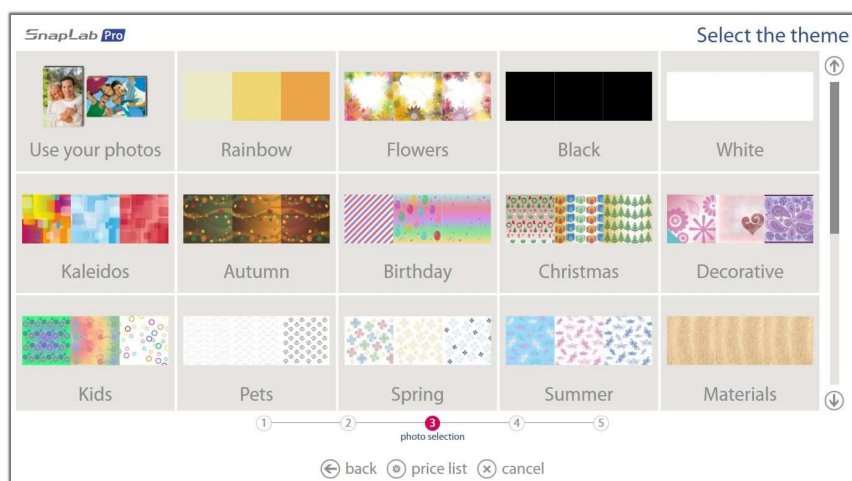 SnapLab Pro
Select the theme
Use your photos
Rainbow
Flowers
Black
White
Kaleidos
Autumn
Birthday
Christmas
Decorative
Kids
Pets
Spring
Summer
Materials
1 2 3 4 5
photo selection
back price list cancel